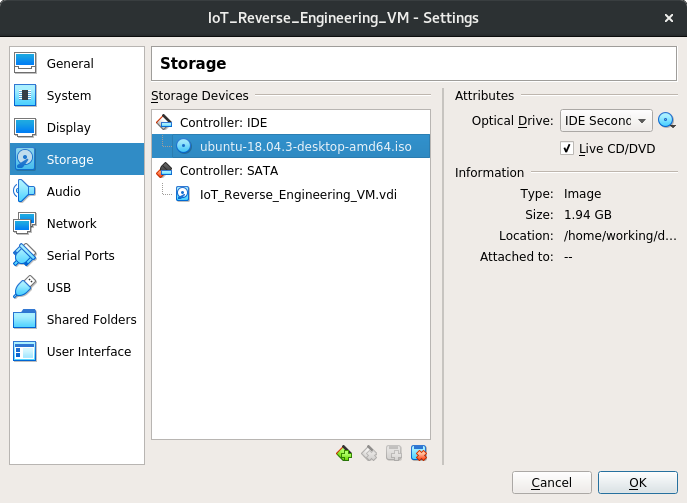 IoT_Reverse_Engineering_VM - Settings
General
System
Display
Storage
Audio
Network
Serial Ports
USB
Shared Folders
User Interface
Storage
Storage Devices
Controller: IDE
ubuntu-18.04.3-desktop-amd64.iso
Controller: SATA
IoT_Reverse_Engineering_VM.vdi
Attributes
Optical Drive: IDE Second
Live CD/DVD
Information
Type: Image
Size: 1.94 GB
Location: /home/working/d...
Attached to: --
Cancel
OK